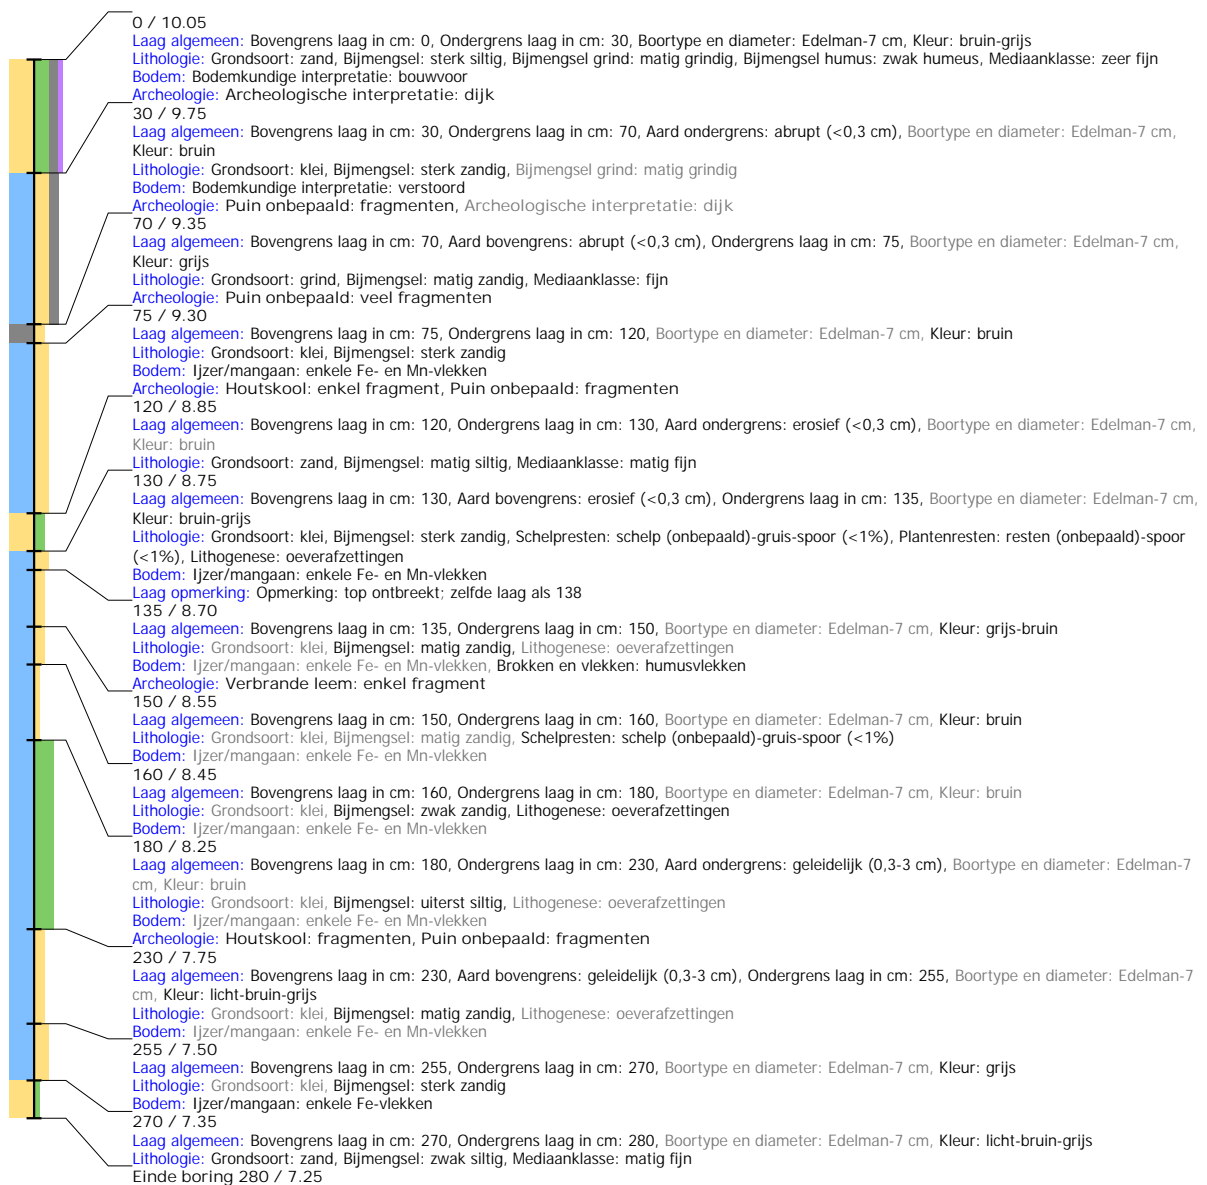 0 / 10.05
Laag algemeen: Bovengrens laag in cm: 0, Ondergrens laag in cm: 30, Boortype en diameter: Edelman-7 cm, Kleur: bruin-grijs
Lithologie: Grondsoort: zand, Bijmengsel: sterk siltig, Bijmengsel grind: matig grindig, Bijmengsel humus: zwak humeus, Mediaanklasse: zeer fijn
Bodem: Bodemkundige interpretatie: bouwvoor
Archeologie: Archeologische interpretatie: dijk
30 / 9.75
Laag algemeen: Bovengrens laag in cm: 30, Ondergrens laag in cm: 70, Aard ondergrens: abrupt (<0,3 cm), Boortype en diameter: Edelman-7 cm,
Kleur: bruin
Lithologie: Grondsoort: klei, Bijmengsel: sterk zandig, Bijmengsel grind: matig grindig
Bodem: Bodemkundige interpretatie: verstoord
Archeologie: Puin onbepaald: fragmenten, Archeologische interpretatie: dijk
70 / 9.35
Laag algemeen: Bovengrens laag in cm: 70, Aard bovengrens: abrupt (<0,3 cm), Ondergrens laag in cm: 75, Boortype en diameter: Edelman-7 cm,
Kleur: grijs
Lithologie: Grondsoort: grind, Bijmengsel: matig zandig, Mediaanklasse: fijn
Archeologie: Puin onbepaald: veel fragmenten
75 / 9.30
Laag algemeen: Bovengrens laag in cm: 75, Ondergrens laag in cm: 120, Boortype en diameter: Edelman-7 cm, Kleur: bruin
Lithologie: Grondsoort: klei, Bijmengsel: sterk zandig
Bodem: Ijzer/mangaan: enkele Fe- en Mn-vlekken
Archeologie: Houtskool: enkel fragment, Puin onbepaald: fragmenten
120 / 8.85
Laag algemeen: Bovengrens laag in cm: 120, Ondergrens laag in cm: 130, Aard ondergrens: erosief (<0,3 cm), Boortype en diameter: Edelman-7 cm,
Kleur: bruin
Lithologie: Grondsoort: zand, Bijmengsel: matig siltig, Mediaanklasse: matig fijn
130 / 8.75
Laag algemeen: Bovengrens laag in cm: 130, Aard bovengrens: erosief (<0,3 cm), Ondergrens laag in cm: 135, Boortype en diameter: Edelman-7 cm,
Kleur: bruin-grijs
Lithologie: Grondsoort: klei, Bijmengsel: sterk zandig, Schelpresten: schelp (onbepaald)-gruis-spoor (<1%), Plantenresten: resten (onbepaald)-spoor
(<1%), Lithogenese: oeverafzettingen
Bodem: Ijzer/mangaan: enkele Fe- en Mn-vlekken
Laag opmerking: Opmerking: top ontbreekt; zelfde laag als 138
135 / 8.70
Laag algemeen: Bovengrens laag in cm: 135, Ondergrens laag in cm: 150, Boortype en diameter: Edelman-7 cm, Kleur: grijs-bruin
Lithologie: Grondsoort: klei, Bijmengsel: matig zandig, Lithogenese: oeverafzettingen
Bodem: Ijzer/mangaan: enkele Fe- en Mn-vlekken, Brokken en vlekken: humusvlekken
Archeologie: Verbrande leem: enkel fragment
150 / 8.55
Laag algemeen: Bovengrens laag in cm: 150, Ondergrens laag in cm: 160, Boortype en diameter: Edelman-7 cm, Kleur: bruin
Lithologie: Grondsoort: klei, Bijmengsel: matig zandig, Schelpresten: schelp (onbepaald)-gruis-spoor (<1%)
Bodem: Ijzer/mangaan: enkele Fe- en Mn-vlekken
160 / 8.45
Laag algemeen: Bovengrens laag in cm: 160, Ondergrens laag in cm: 180, Boortype en diameter: Edelman-7 cm, Kleur: bruin
Lithologie: Grondsoort: klei, Bijmengsel: zwak zandig, Lithogenese: oeverafzettingen
Bodem: Ijzer/mangaan: enkele Fe- en Mn-vlekken
180 / 8.25
Laag algemeen: Bovengrens laag in cm: 180, Ondergrens laag in cm: 230, Aard ondergrens: geleidelijk (0,3-3 cm), Boortype en diameter: Edelman-7
cm, Kleur: bruin
Lithologie: Grondsoort: klei, Bijmengsel: uiterst siltig, Lithogenese: oeverafzettingen
Bodem: Ijzer/mangaan: enkele Fe- en Mn-vlekken
Archeologie: Houtskool: fragmenten, Puin onbepaald: fragmenten
230 / 7.75
Laag algemeen: Bovengrens laag in cm: 230, Aard bovengrens: geleidelijk (0,3-3 cm), Ondergrens laag in cm: 255, Boortype en diameter: Edelman-7
cm, Kleur: licht-bruin-grijs
Lithologie: Grondsoort: klei, Bijmengsel: matig zandig, Lithogenese: oeverafzettingen
Bodem: Ijzer/mangaan: enkele Fe- en Mn-vlekken
255 / 7.50
Laag algemeen: Bovengrens laag in cm: 255, Ondergrens laag in cm: 270, Boortype en diameter: Edelman-7 cm, Kleur: grijs
Lithologie: Grondsoort: klei, Bijmengsel: sterk zandig
Bodem: Ijzer/mangaan: enkele Fe-vlekken
270 / 7.35
Laag algemeen: Bovengrens laag in cm: 270, Ondergrens laag in cm: 280, Boortype en diameter: Edelman-7 cm, Kleur: licht-bruin-grijs
Lithologie: Grondsoort: zand, Bijmengsel: zwak siltig, Mediaanklasse: matig fijn
Einde boring 280 / 7.25